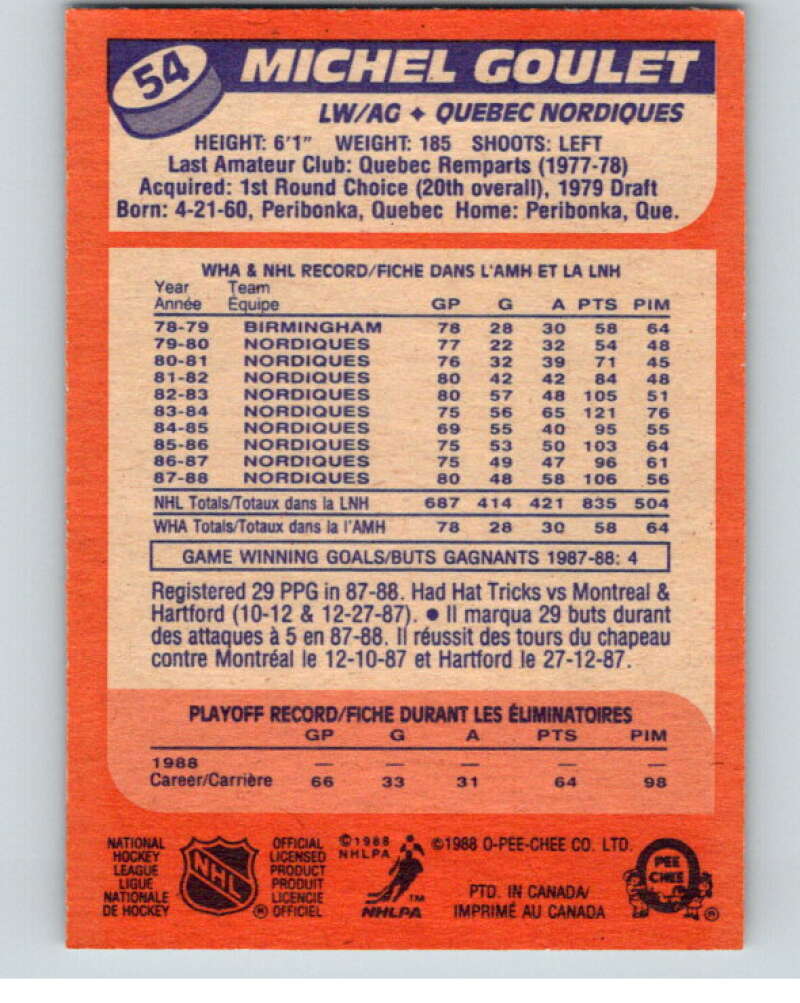 54 MICHEL GOULET
LW/AG ♦ QUEBEC NORDIQUES
HEIGHT: 6'1" WEIGHT: 185 SHOOTS: LEFT
Last Amateur Club: Quebec Remparts (1977-78)
Acquired: 1st Round Choice (20th overall), 1979 Draft
Born: 4-21-60, Peribonka, Quebec Home: Peribonka, Que.
WHA & NHL RECORD/FICHE DANS L'AMH ET LA LNH
Year Team
Année Équipe GP G A PTS PIM
78-79 BIRMINGHAM 78 28 30 58 64
79-80 NORDIQUES 77 22 32 54 48
80-81 NORDIQUES 76 32 39 71 45
81-82 NORDIQUES 80 42 42 84 48
82-83 NORDIQUES 80 57 48 105 51
83-84 NORDIQUES 75 56 65 121 76
84-85 NORDIQUES 69 55 40 95 55
85-86 NORDIQUES 75 53 50 103 64
86-87 NORDIQUES 75 49 47 96 61
87-88 NORDIQUES 80 48 58 106 56
NHL Totals/Totaux dans la LNH 687 414 421 835 504
WHA Totals/Totaux dans la l'AMH 78 28 30 58 64
GAME WINNING GOALS/BUTS GAGNANTS 1987-88: 4
Registered 29 PPG in 87-88. Had Hat Tricks vs Montreal &
Hartford (10-12 & 12-27-87). ● Il marqua 29 buts durant
des attaques à 5 en 87-88. Il réussit des tours du chapeau
contre Montréal le 12-10-87 et Hartford le 27-12-87.
PLAYOFF RECORD/FICHE DURANT LES ÉLIMINATOIRES
GP G A PTS PIM
1988 — — — — —
Career/Carrière 66 33 31 64 98
NATIONAL
HOCKEY
LEAGUE
LIGUE
NATIONALE
DE HOCKEY
NHL
®
OFFICIAL
LICENSED
PRODUCT
PRODUIT
LICENCIE
OFFICIEL
©1988
NHLPA
TM
NHLPA
©1988 O-PEE-CHEE CO. LTD.
PTD. IN CANADA/
IMPRIMÉ AU CANADA
PEE
CHEE
®